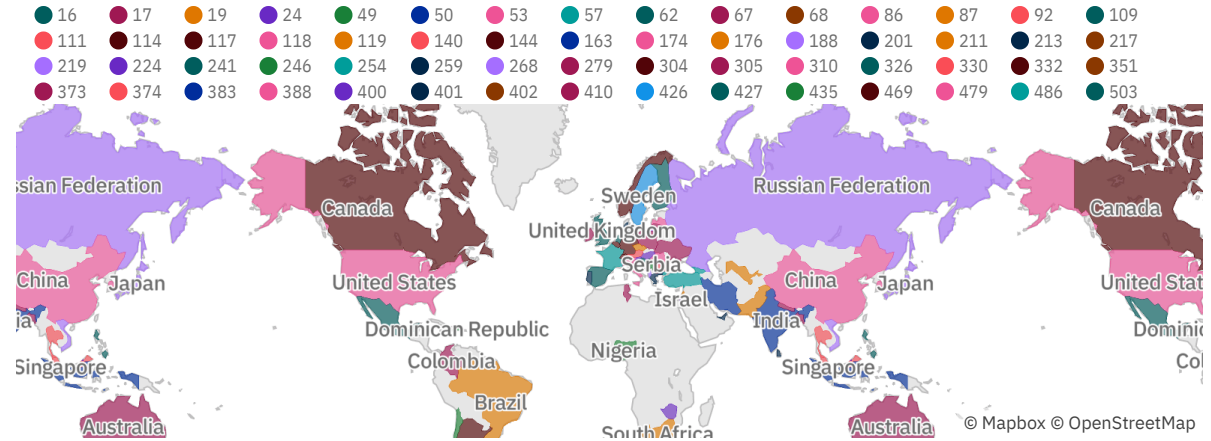 16 17 19 24 49 50 53 57 62 67 68 86 87 92 109
111 114 117 118 119 140 144 163 174 176 188 201 211 213 217
219 224 241 246 254 259 268 279 304 305 310 326 330 332 351
373 374 383 388 400 401 402 410 426 427 435 469 479 486 503
ssian Federation Sweden Russian Federation
Canada Canada
United Kingdom
Serbia
China United States China United Stat
Japan Israel Japan
ia India
Dominican Republic Dominic
Nigeria
Singapore Colombia Singapore Co
Brazil
Australia South Africa Australia © Mapbox © OpenStreetMap